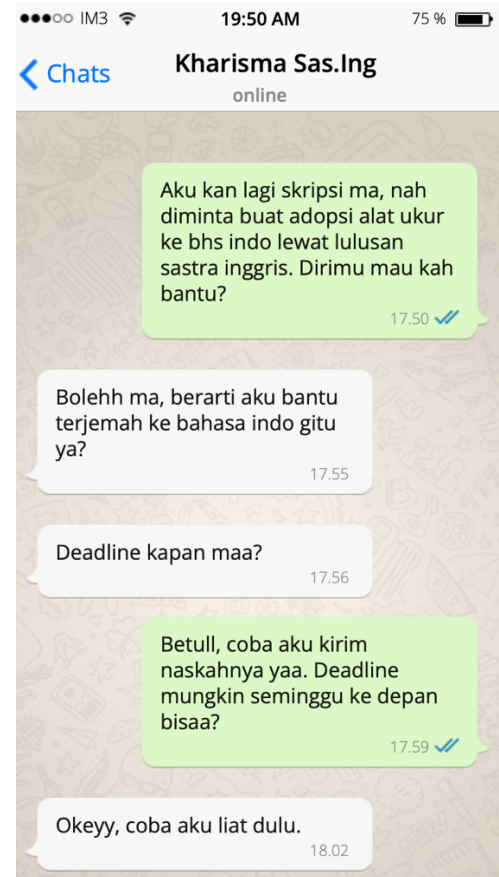 IM3 19:50 AM 75 %
Chats Kharisma Sas.Ing
online
Aku kan lagi skripsi ma, nah
diminta buat adopsi alat ukur
ke bhs indo lewat lulusan
sastra inggris. Dirimu mau kah
bantu?
17.50
Bolehh ma, berarti aku bantu
terjemah ke bahasa indo gitu
ya?
17.55
Deadline kapan maa?
17.56
Betull, coba aku kirim
naskahnya yaa. Deadline
mungkin seminggu ke depan
bisaa?
17.59
Okeyy, coba aku liat dulu.
18.02